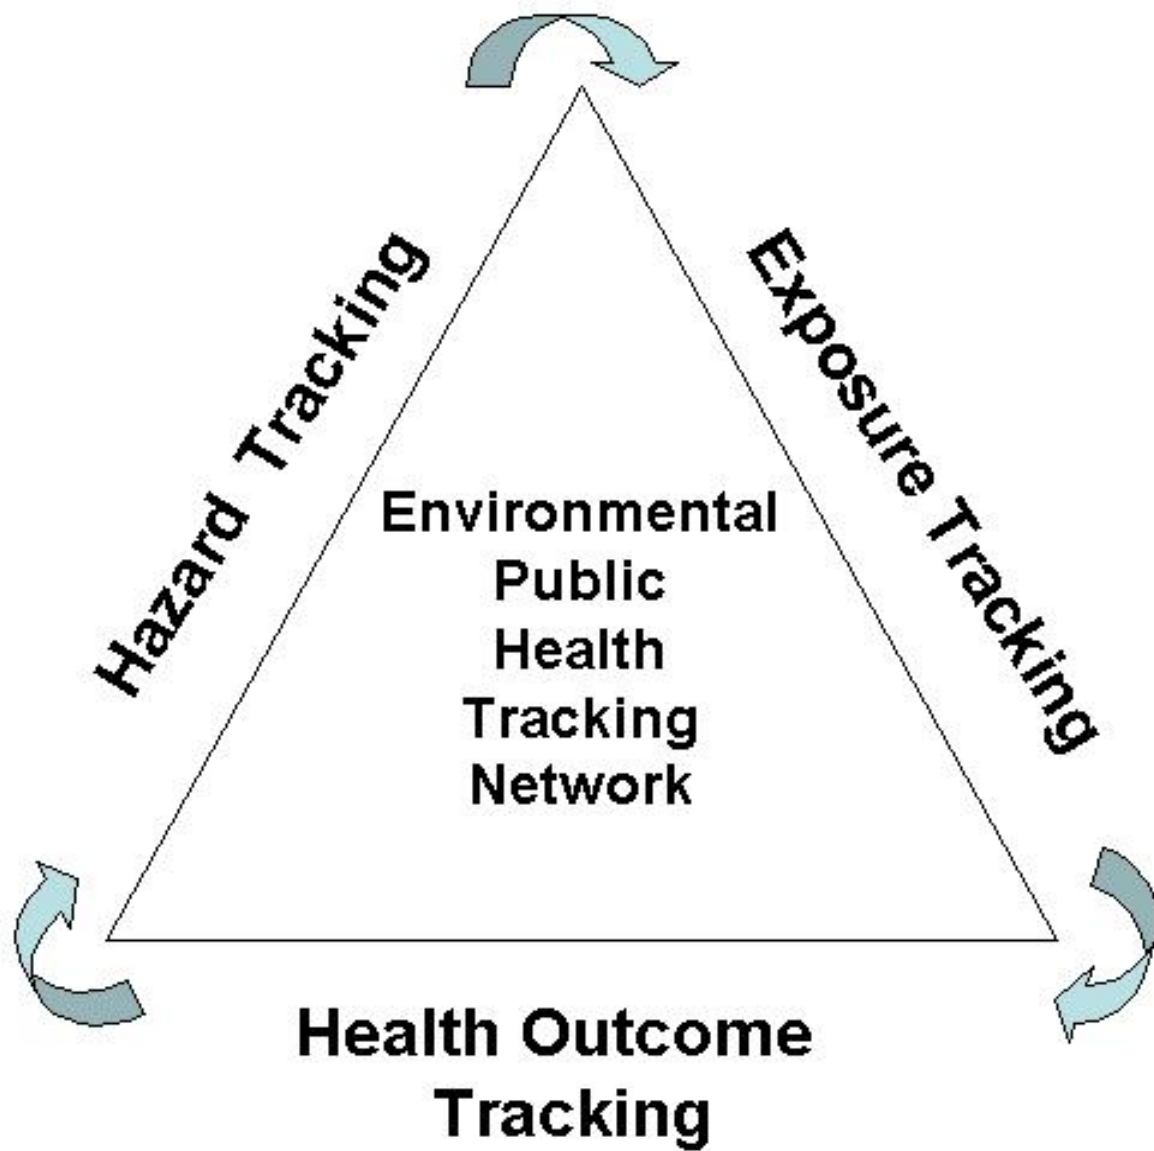 Hazard Tracking
Exposure Tracking
Environmental
Public
Health
Tracking
Network
Health Outcome
Tracking